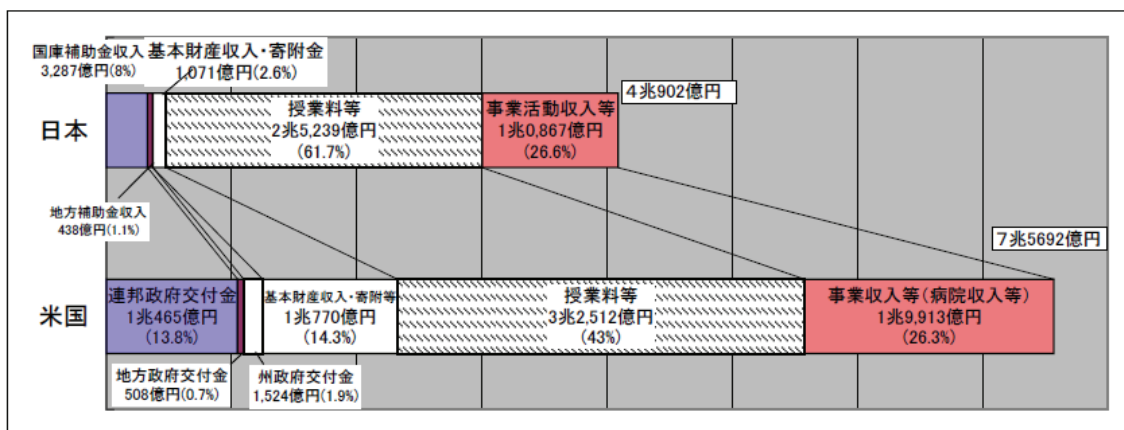 国庫補助金収入
3,287億円(8%)
基本財産収入・寄附金
1,071億円(2.6%)
4兆902億円
日本
授業料等
2兆5,239億円
(61.7%)
事業活動収入等
1兆0,867億円
(26.6%)
地方補助金収入
438億円(1.1%)
7兆5692億円
米国
連邦政府交付金
1兆465億円
(13.8%)
基本財産収入・寄附等
1兆770億円
(14.3%)
授業料等
3兆2,512億円
(43%)
事業収入等(病院収入等)
1兆9,913億円
(26.3%)
地方政府交付金
508億円(0.7%)
州政府交付金
1,524億円(1.9%)